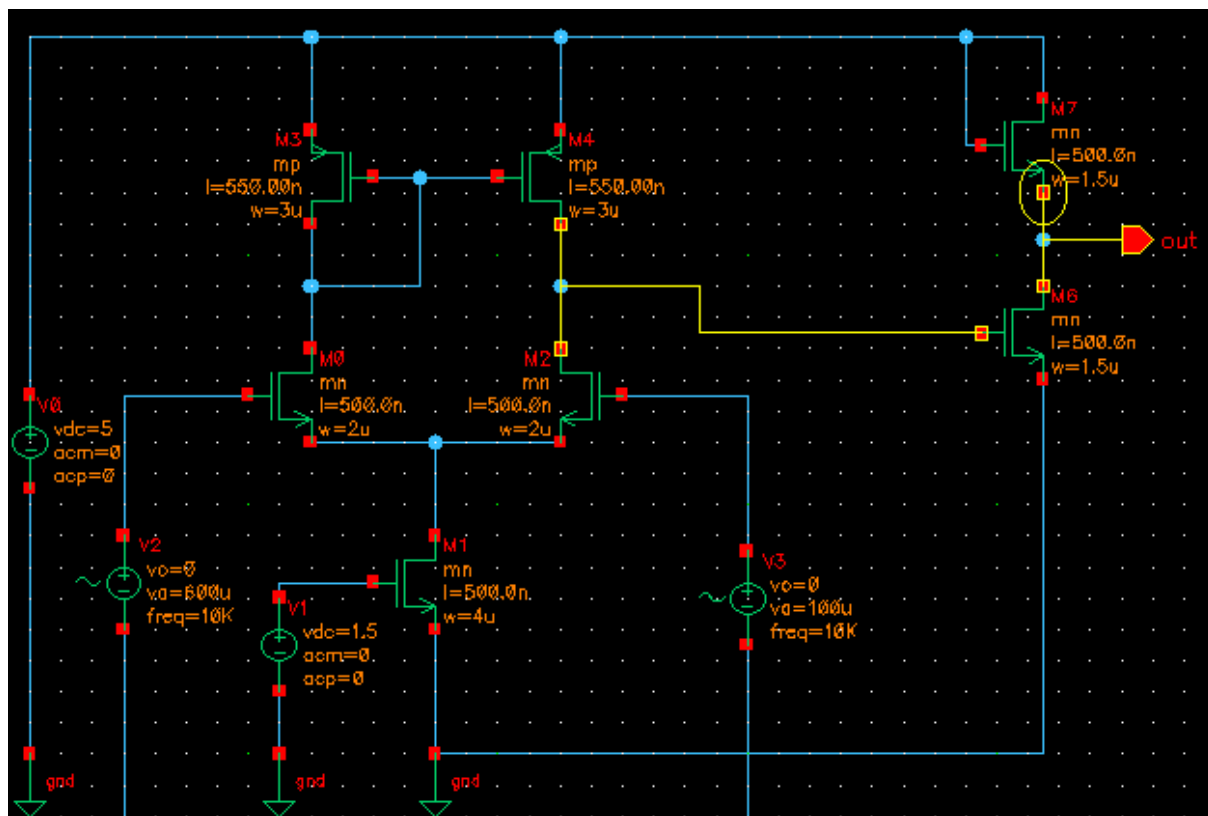 M3
mp
l=550.00n
w=3u
M4
mp
l=550.00n
w=3u
M7
mn
l=500.0n
w=1.5u
out
M6
mn
l=500.0n
w=1.5u
M0
mn
l=500.0n
w=2u
M2
mn
l=500.0n
w=2u
V0
vdc=5
acm=0
acp=0
V2
vo=0
va=600u
freq=10K
V1
vdc=1.5
acm=0
acp=0
M1
mn
l=500.0n
w=4u
V3
vo=0
va=100u
freq=10K
gnd
gnd
gnd